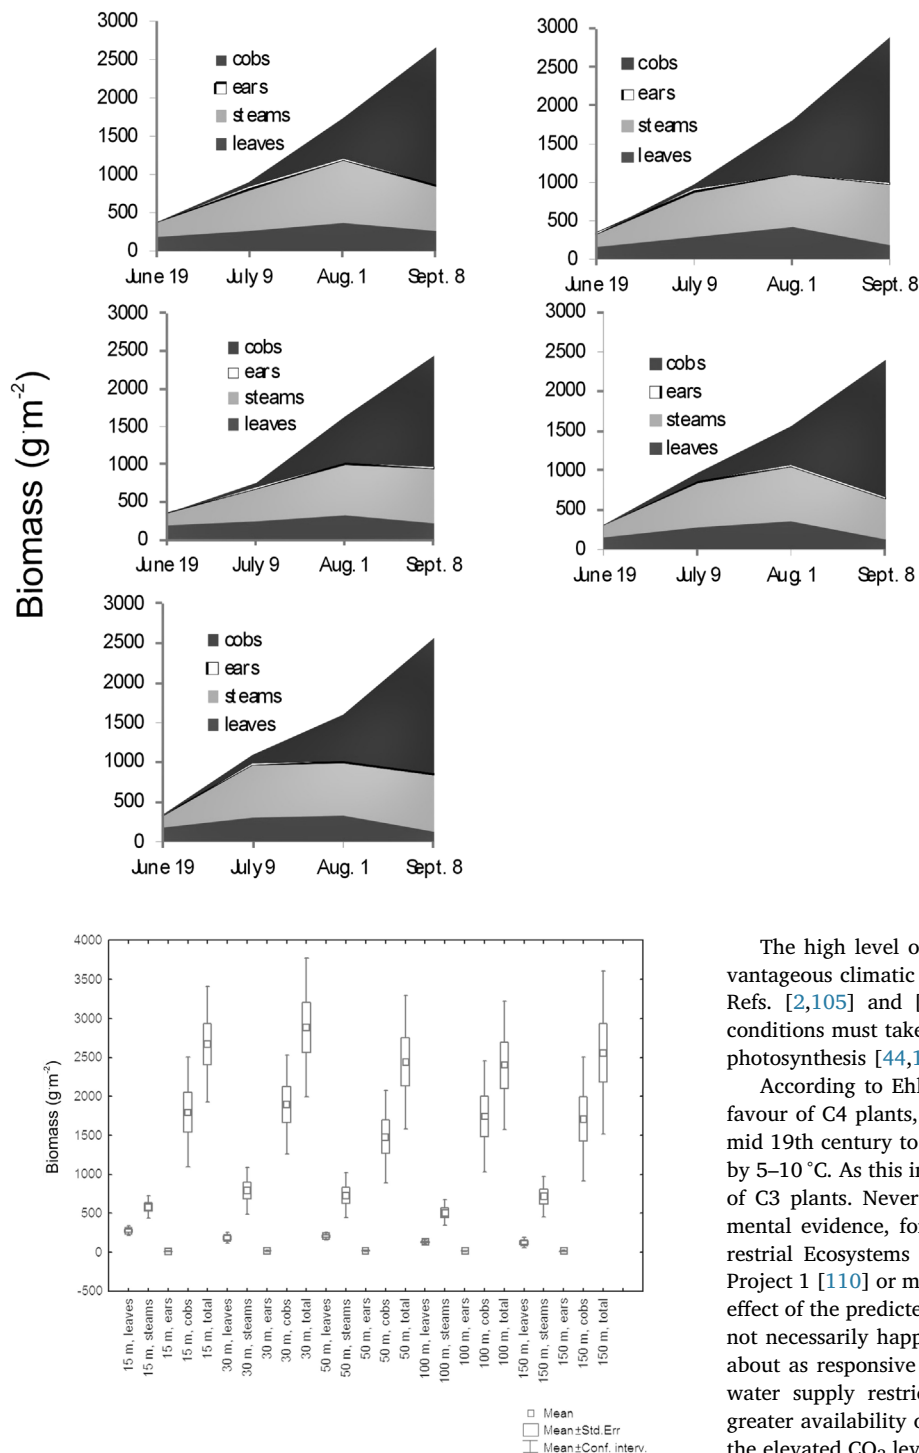 3000
2500
2000
1500
1000
500
0
cobs
ears
steams
leaves
June 19 July 9 Aug. 1 Sept. 8
3000
2500
2000
1500
1000
500
0
cobs
ears
steams
leaves
June 19 July 9 Aug. 1 Sept. 8
Biomass (g·m-2)
3000
2500
2000
1500
1000
500
0
cobs
ears
steams
leaves
June 19 July 9 Aug. 1 Sept. 8
3000
2500
2000
1500
1000
500
0
cobs
ears
steams
leaves
June 19 July 9 Aug. 1 Sept. 8
3000
2500
2000
1500
1000
500
0
cobs
ears
steams
leaves
June 19 July 9 Aug. 1 Sept. 8
Biomass (g·m-2)
4000
3500
3000
2500
2000
1500
1000
500
0
-500
15 m, leaves
15 m, steams
15 m, ears
15 m, cobs
15 m, total
30 m, leaves
30 m, steams
30 m, ears
30 m, cobs
30 m, total
50 m, leaves
50 m, steams
50 m, ears
50 m, cobs
50 m, total
100 m, leaves
100 m, steams
100 m, ears
100 m, cobs
100 m, total
150 m, leaves
150 m, steams
150 m, ears
150 m, cobs
150 m, total
Mean
Mean±Std.Err
Mean±Conf. interv.
The high level o
vantageous climatic
Refs. [2,105] and [
conditions must take
photosynthesis [44,1
According to Ehl
favour of C4 plants,
mid 19th century to
by 5–10 °C. As this in
of C3 plants. Never
mental evidence, for
restrial Ecosystems
Project 1 [110] or m
effect of the predicte
not necessarily happ
about as responsive
water supply restric
greater availability o
the elevated CO2 lev